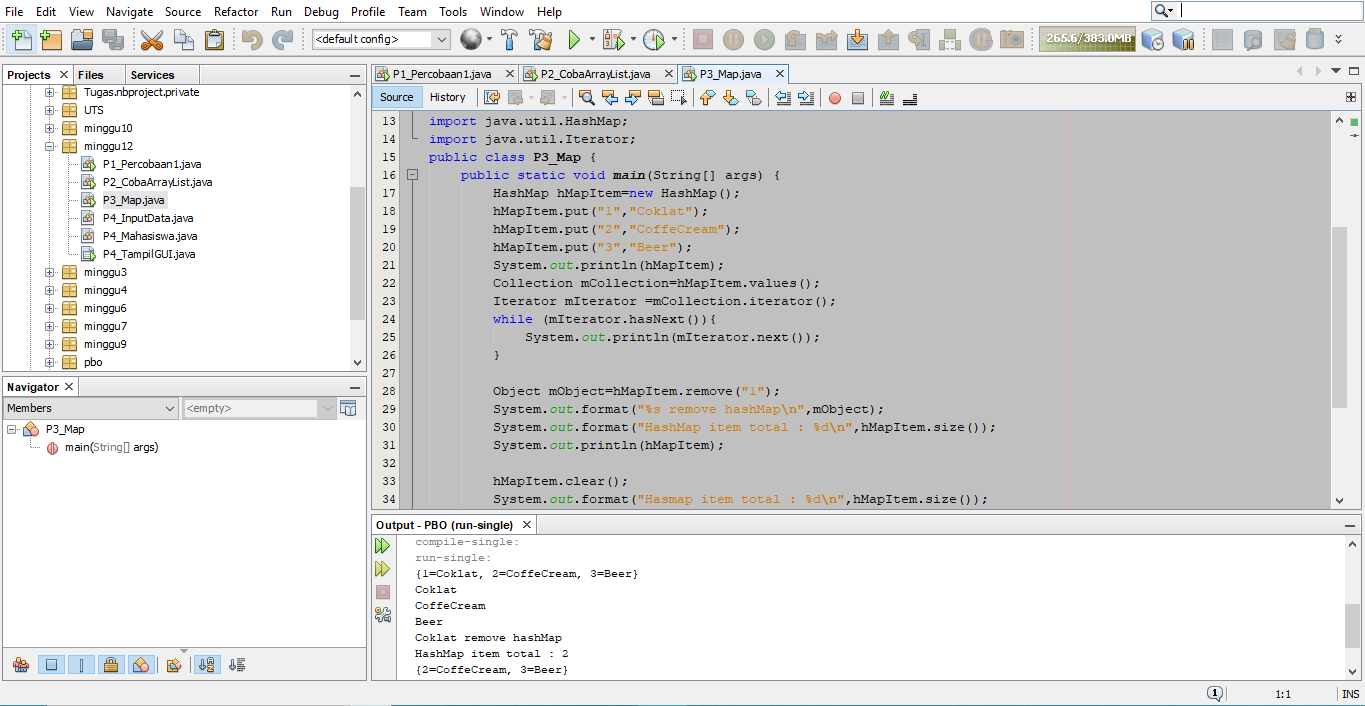 File Edit View Navigate Source Refactor Run Debug Profile Team Tools Window Help
<default config>
265.6/383.0MB
Projects Files Services
Tugas.nbproject.private
UTS
minggu10
minggu12
P1_Percobaan1.java
P2_CobaArrayList.java
P3_Map.java
P4_InputData.java
P4_Mahasiswa.java
P4_TampilGUI.java
minggu3
minggu4
minggu6
minggu7
minggu9
pbo
Navigator
Members <empty>
P3_Map
main(String[] args)
P1_Percobaan1.java P2_CobaArrayList.java P3_Map.java
Source History
13 import java.util.HashMap;
14 import java.util.Iterator;
15 public class P3_Map {
16 public static void main(String[] args) {
17 HashMap hMapItem=new HashMap();
18 hMapItem.put("1","Coklat");
19 hMapItem.put("2","CoffeCream");
20 hMapItem.put("3","Beer");
21 System.out.println(hMapItem);
22 Collection mCollection=hMapItem.values();
23 Iterator mIterator =mCollection.iterator();
24 while (mIterator.hasNext()){
25 System.out.println(mIterator.next());
26 }
27
28 Object mObject=hMapItem.remove("1");
29 System.out.format("%s remove hashMap\n",mObject);
30 System.out.format("HashMap item total : %d\n",hMapItem.size());
31 System.out.println(hMapItem);
32
33 hMapItem.clear();
34 System.out.format("Hasmap item total : %d\n",hMapItem.size());
Output - PBO (run-single)
compile-single:
run-single:
{1=Coklat, 2=CoffeCream, 3=Beer}
Coklat
CoffeCream
Beer
Coklat remove hashMap
HashMap item total : 2
{2=CoffeCream, 3=Beer}
1 1:1 INS